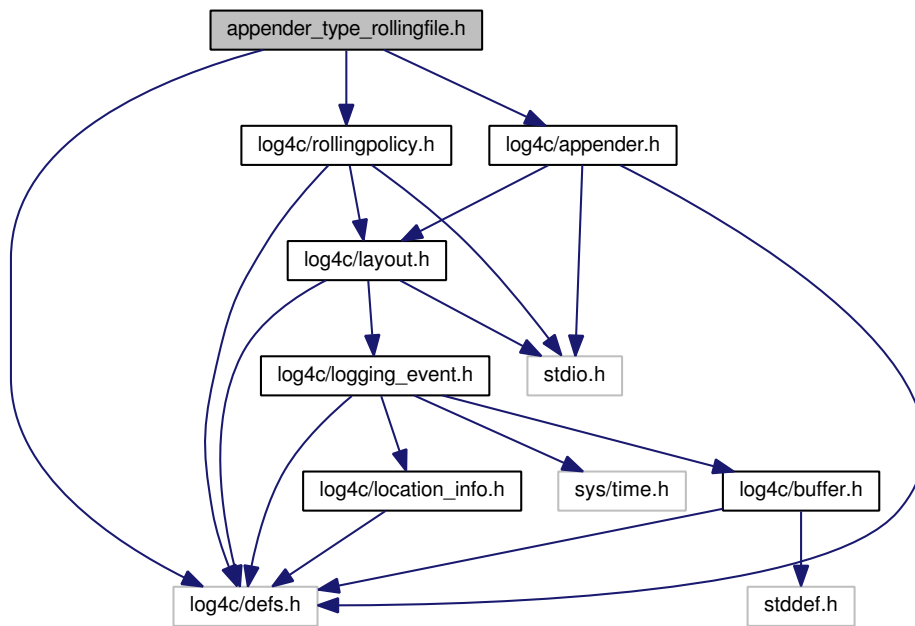 appender_type_rollingfile.h
log4c/rollingpolicy.h
log4c/appender.h
log4c/layout.h
log4c/logging_event.h
stdio.h
log4c/location_info.h
sys/time.h
log4c/buffer.h
log4c/defs.h
stddef.h